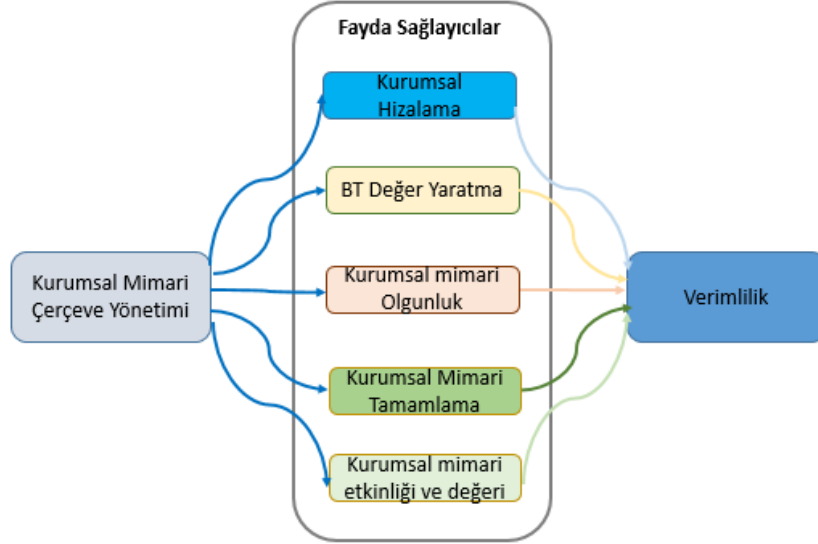 Fayda Sağlayıcılar
Kurumsal
Hizalama
BT Değer Yaratma
Kurumsal Mimari
Çerçeve Yönetimi
Kurumsal mimari
Olgunluk
Verimlilik
Kurumsal Mimari
Tamamlama
Kurumsal mimari
etkinliği ve değeri